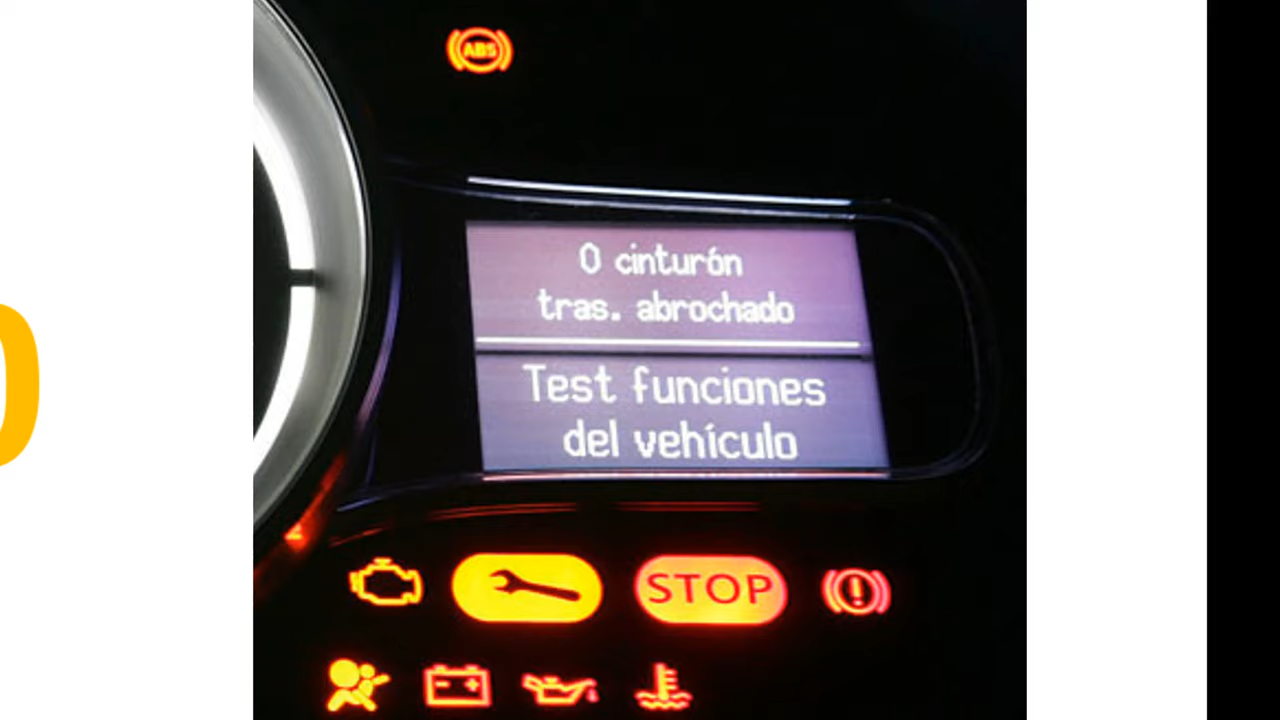 ABS
0 cinturón
tras. abrochado
Test funciones
del vehículo
STOP